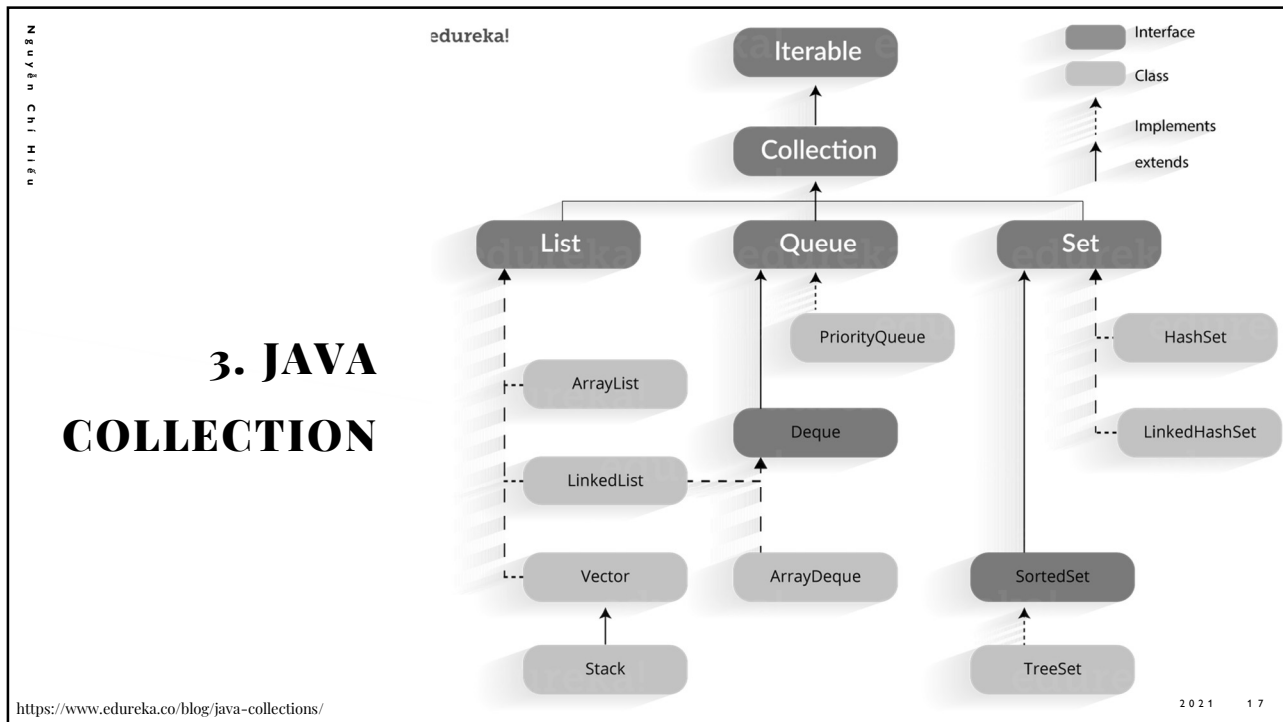 Nguyễn Chí Hiếu
edureka!
Interface
Class
Implements
extends
Iterable
Collection
List
Queue
Set
PriorityQueue
HashSet
3. JAVA
COLLECTION
ArrayList
Deque
LinkedHashSet
LinkedList
Vector
ArrayDeque
SortedSet
Stack
TreeSet
https://www.edureka.co/blog/java-collections/
2021 17